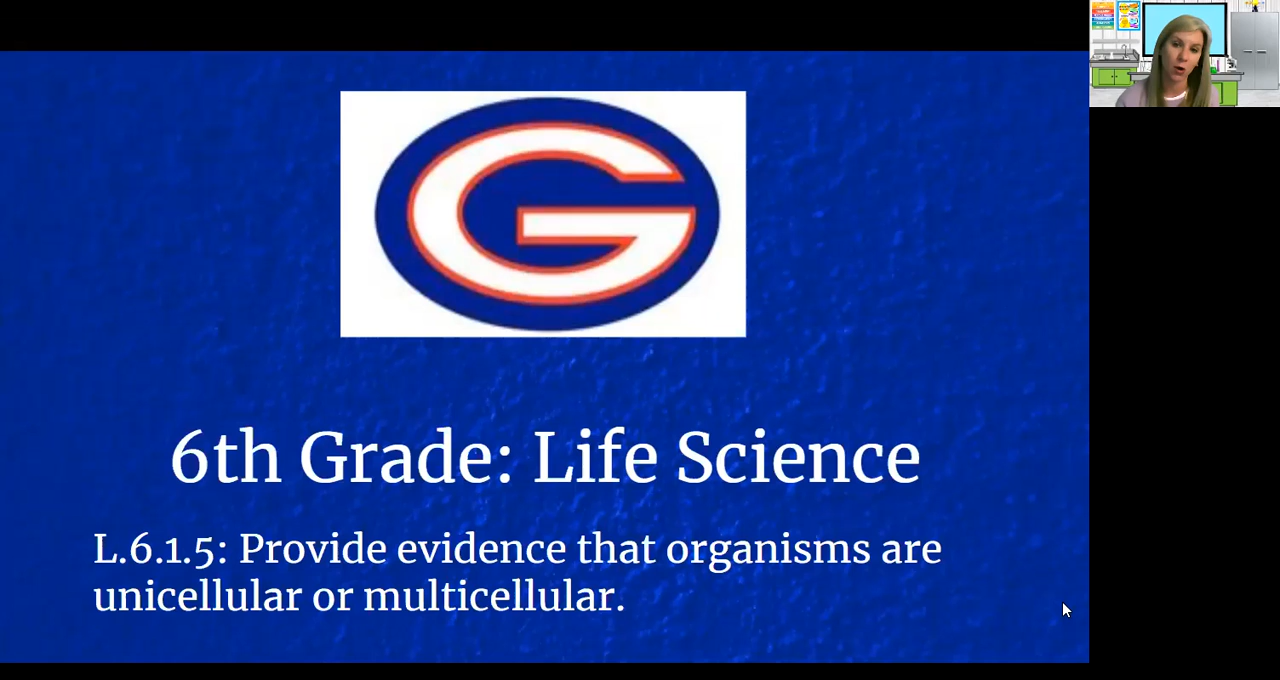 G
6th Grade: Life Science
L.6.1.5: Provide evidence that organisms are
unicellular or multicellular.